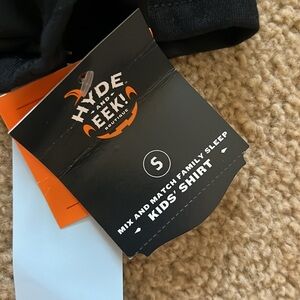 HYDE
AND
EEK!
BOUTIQUE
S
MIX AND MATCH FAMILY SLEEP
KIDS' SHIRT